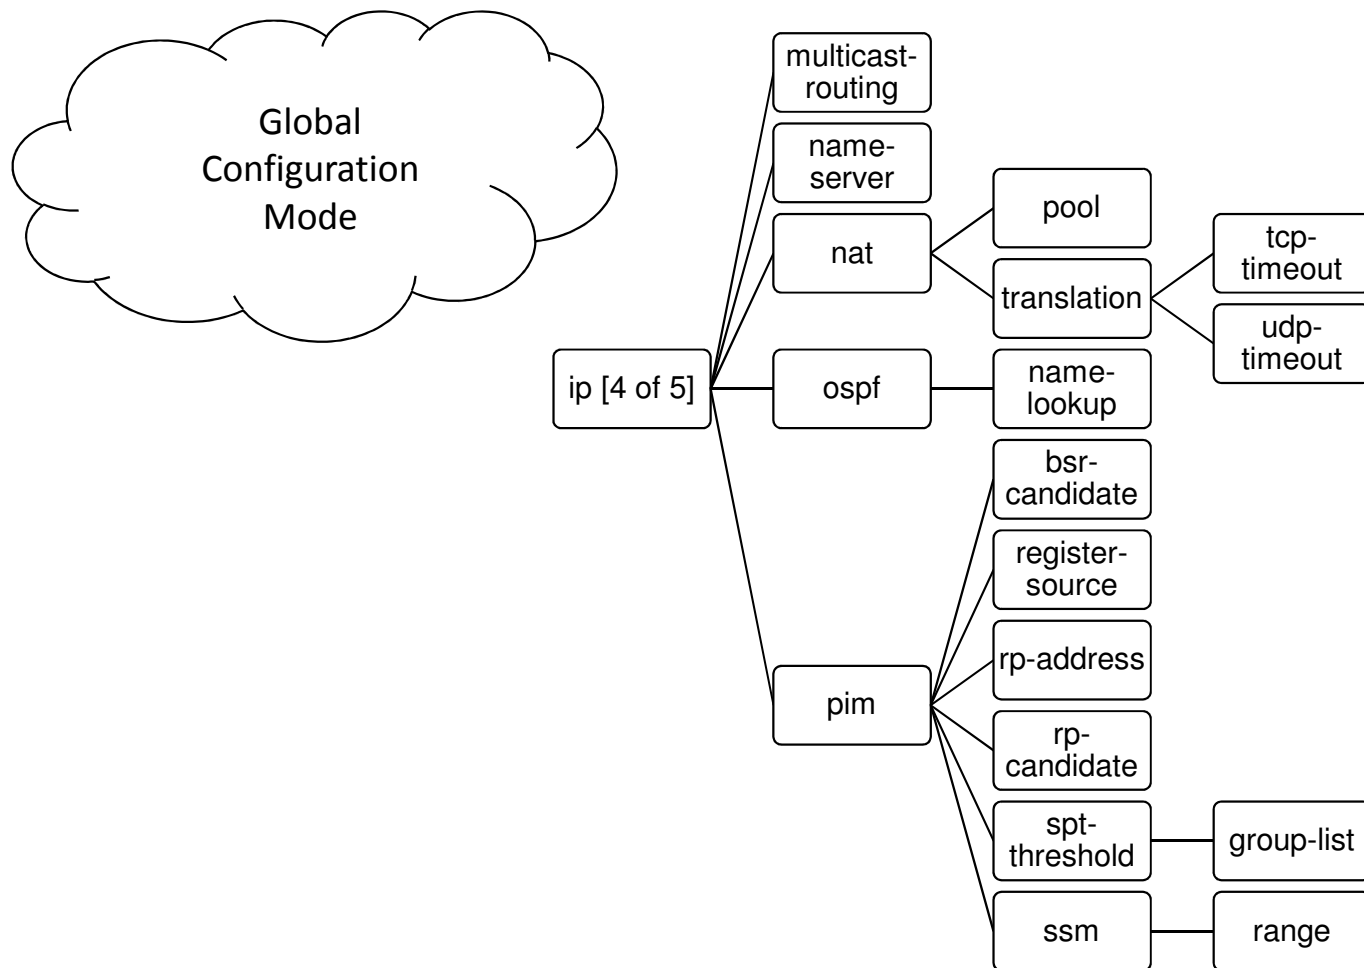 Global
Configuration
Mode
ip [4 of 5]
multicast-
routing
name-
server
nat
pool
translation
tcp-
timeout
udp-
timeout
ospf
name-
lookup
pim
bsr-
candidate
register-
source
rp-address
rp-
candidate
spt-
threshold
group-list
ssm
range